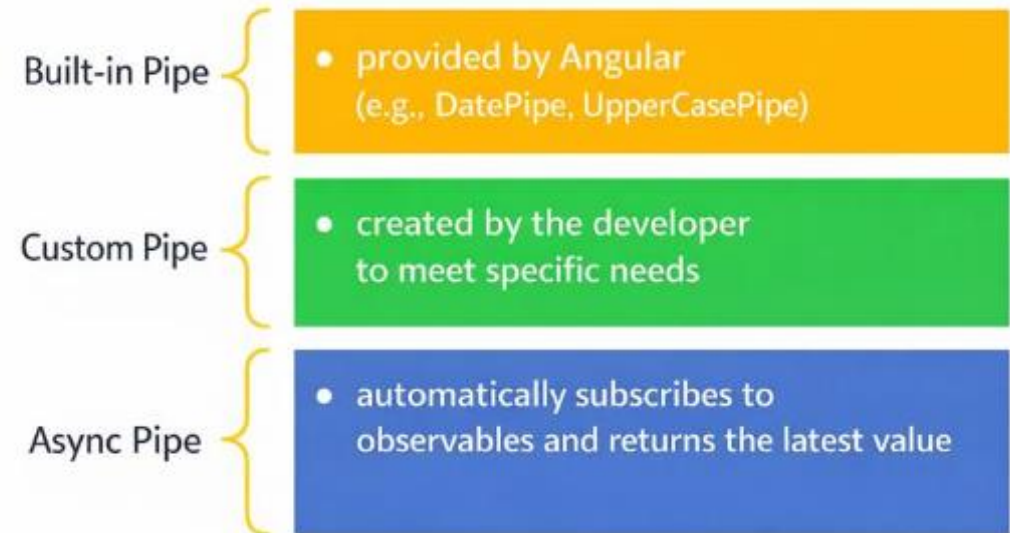 Built-in Pipe
• provided by Angular
(e.g., DatePipe, UpperCasePipe)
Custom Pipe
• created by the developer
to meet specific needs
Async Pipe
• automatically subscribes to
observables and returns the latest value